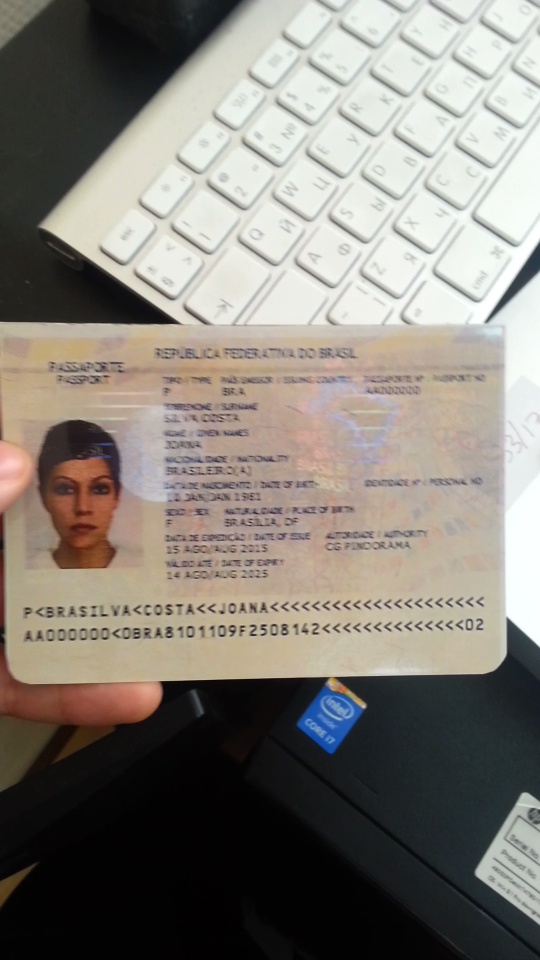 REPÚBLICA FEDERATIVA DO BRASIL
PASSAPORTE
PASSPORT
TIPO / TYPE PAÍS EMISSOR / ISSUING COUNTRY PASSAPORTE Nº / PASSPORT NO
P BRA AA000000
SOBRENOME / SURNAME
SILVA COSTA
NOME / GIVEN NAMES
JOANA
NACIONALIDADE / NATIONALITY
BRASILEIRO(A)
DATA DE NASCIMENTO / DATE OF BIRTH IDENTIDADE Nº / PERSONAL NO
10 JAN/JAN 1981
SEXO / SEX NATURALIDADE / PLACE OF BIRTH
F BRASÍLIA, DF
DATA DE EXPEDIÇÃO / DATE OF ISSUE AUTORIDADE / AUTHORITY
15 AGO/AUG 2015 CG PINDORAMA
VÁLIDO ATÉ / DATE OF EXPIRY
14 AGO/AUG 2025
P<BRASILVA<COSTA<<JOANA<<<<<<<<<<<<<<<<<<<<<
AA000000<0BRA8101109F2508142<<<<<<<<<<<<<<02
intel
inside
CORE i7
hp
Serial No
Product No
esc
cmd
Q Й
W Ц
E У
R К
A Ф
S Ы
D В
F А
Z Я
X Ч
C С
V М